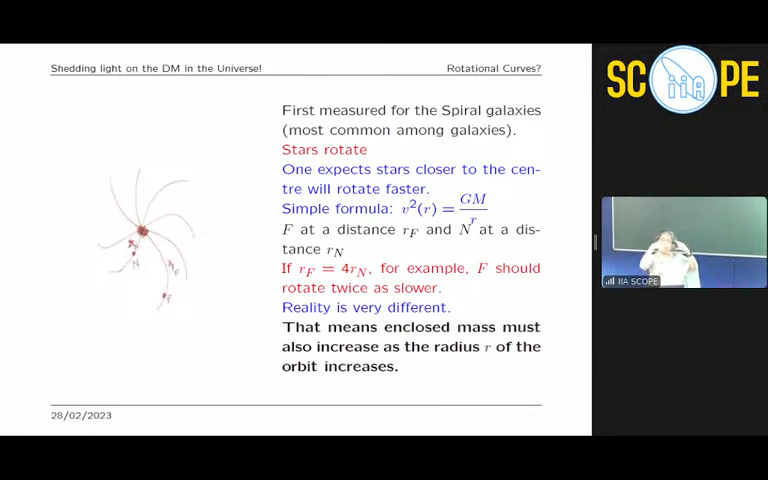 Shedding light on the DM in the Universe!
Rotational Curves?
SC IIA PE
First measured for the Spiral galaxies
(most common among galaxies).
Stars rotate
One expects stars closer to the cen-
tre will rotate faster.
Simple formula: v²(r) = GM/r
F at a distance r_F and N at a dis-
tance r_N
If r_F = 4r_N, for example, F should
rotate twice as slower.
Reality is very different.
That means enclosed mass must
also increase as the radius r of the
orbit increases.
r_N
N
r_F
F
IIA SCOPE
28/02/2023